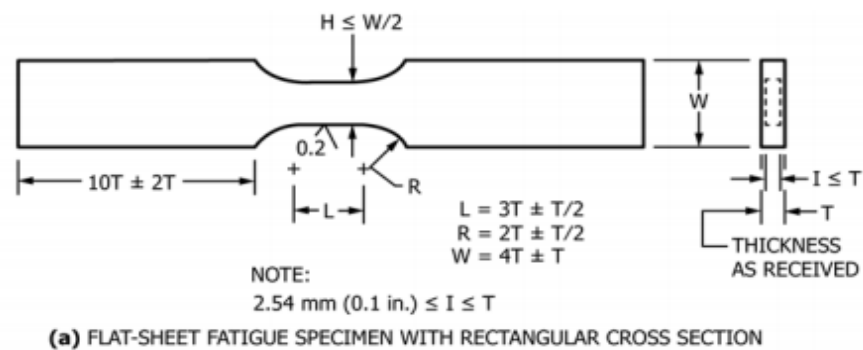 H ≤ W/2
W
0.2
10T ± 2T
L
R
I ≤ T
T
L = 3T ± T/2
R = 2T ± T/2
W = 4T ± T
THICKNESS
AS RECEIVED
NOTE:
2.54 mm (0.1 in.) ≤ I ≤ T
(a) FLAT-SHEET FATIGUE SPECIMEN WITH RECTANGULAR CROSS SECTION